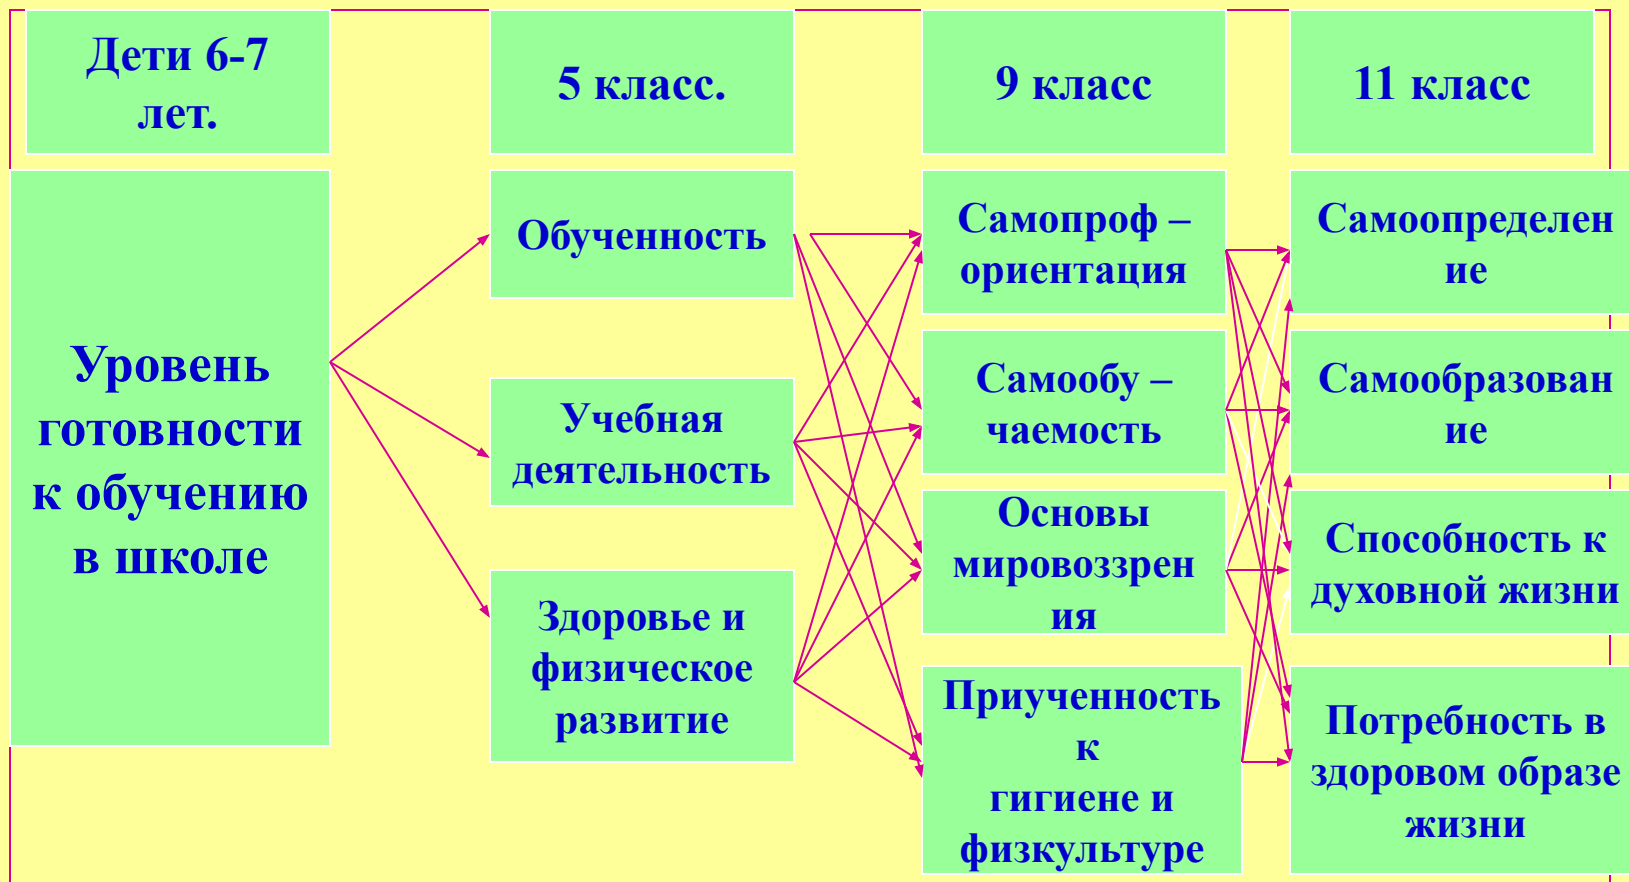 Дети 6-7
лет.
5 класс.
9 класс
11 класс
Уровень
готовности
к обучению
в школе
Обученность
Учебная
деятельность
Здоровье и
физическое
развитие
Самопроф –
ориентация
Самообу –
чаемость
Основы
мировоззрен
ия
Приученность
к
гигиене и
физкультуре
Самоопределен
ие
Самообразован
ие
Способность к
духовной жизни
Потребность в
здоровом образе
жизни